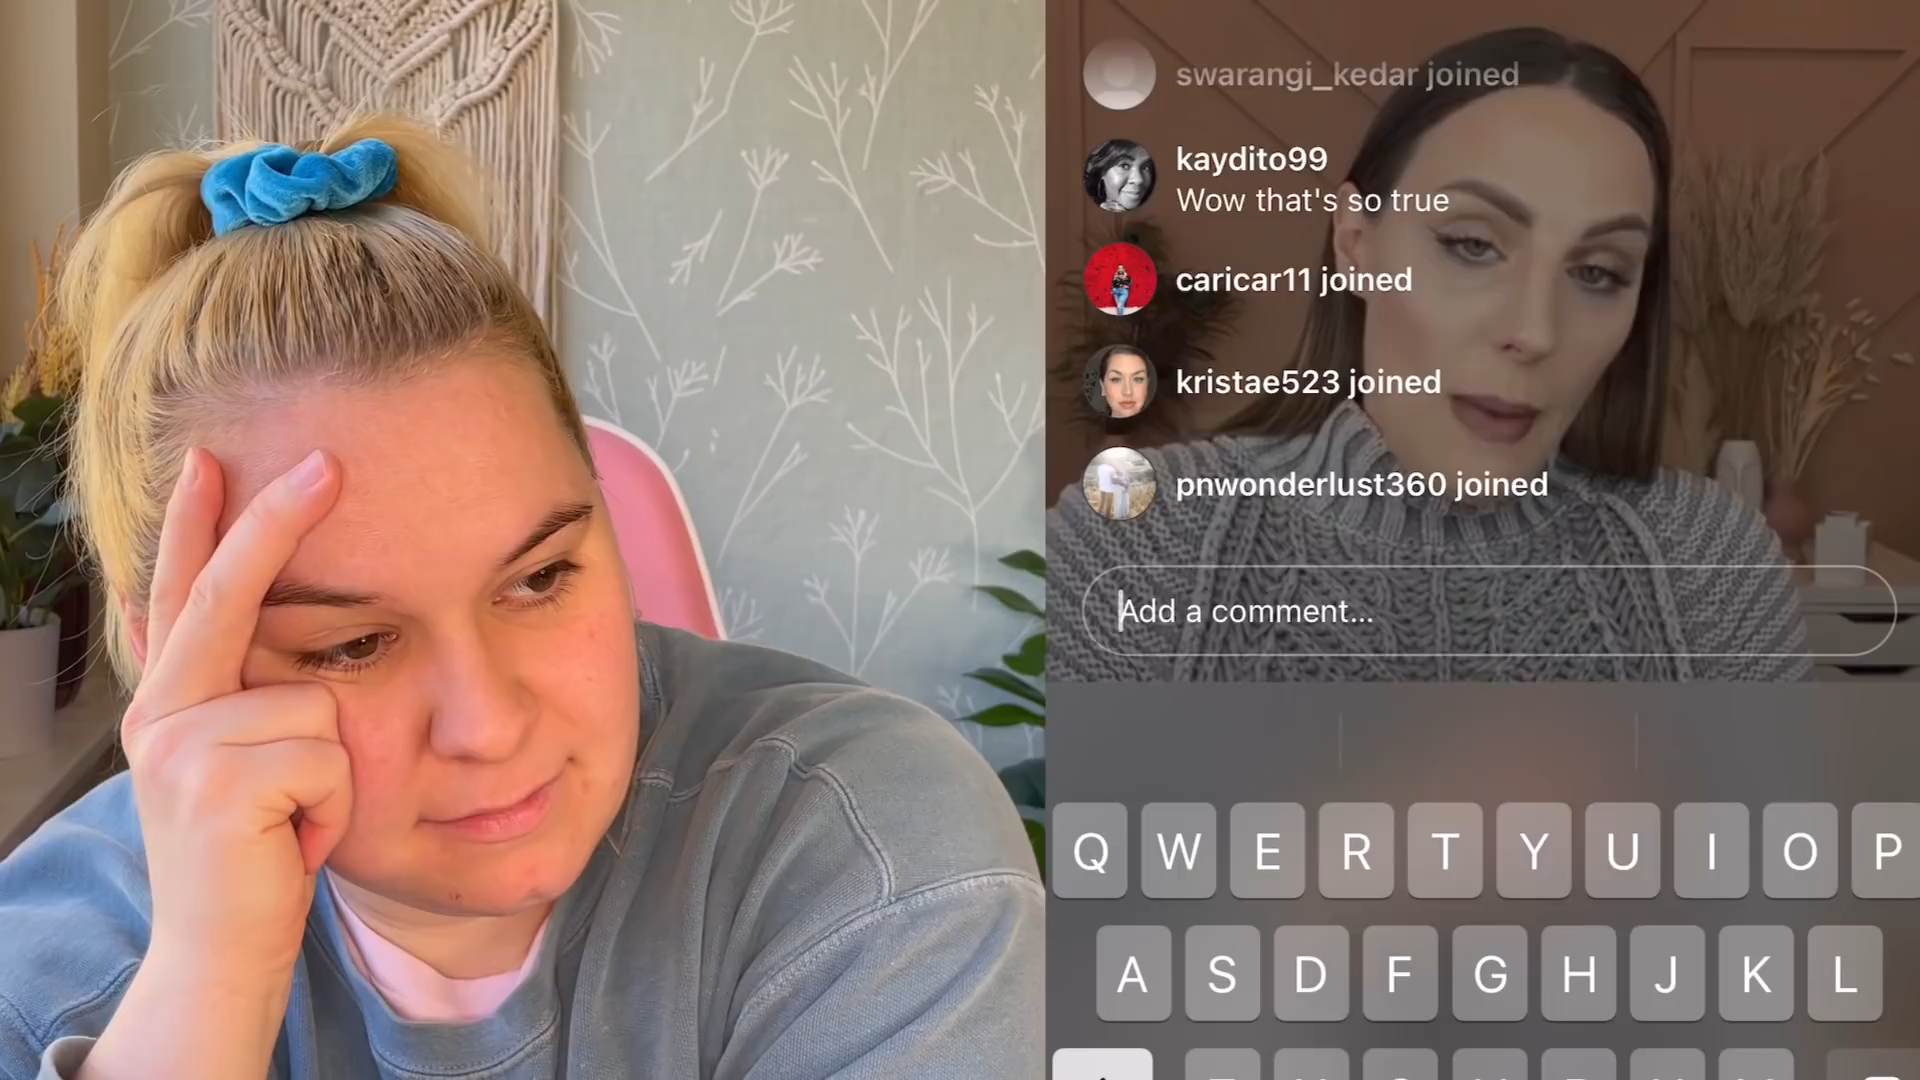 swarangi_kedar joined
kaydito99
Wow that's so true
caricar11 joined
kristae523 joined
pnwonderlust360 joined
Add a comment...
Q W E R T Y U I O P
A S D F G H J K L